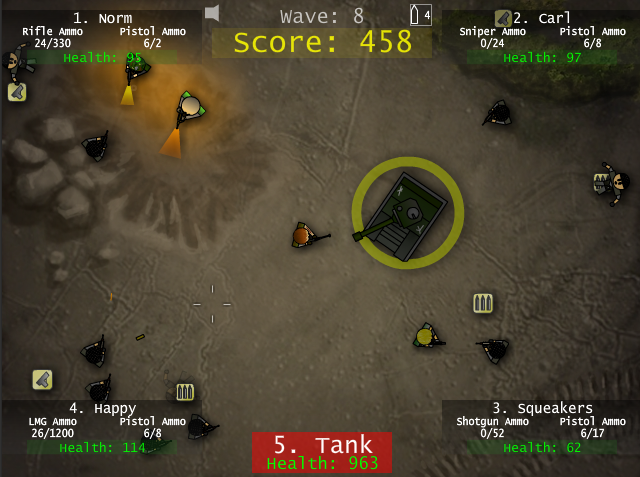 Wave: 8
4
Score: 458
1. Norm
Rifle Ammo Pistol Ammo
24/330 6/2
Health: 95
2. Carl
Sniper Ammo Pistol Ammo
0/24 6/8
Health: 97
4. Happy
LMG Ammo Pistol Ammo
26/1200 6/8
Health: 114
5. Tank
Health: 963
3. Squeakers
Shotgun Ammo Pistol Ammo
0/52 6/17
Health: 62